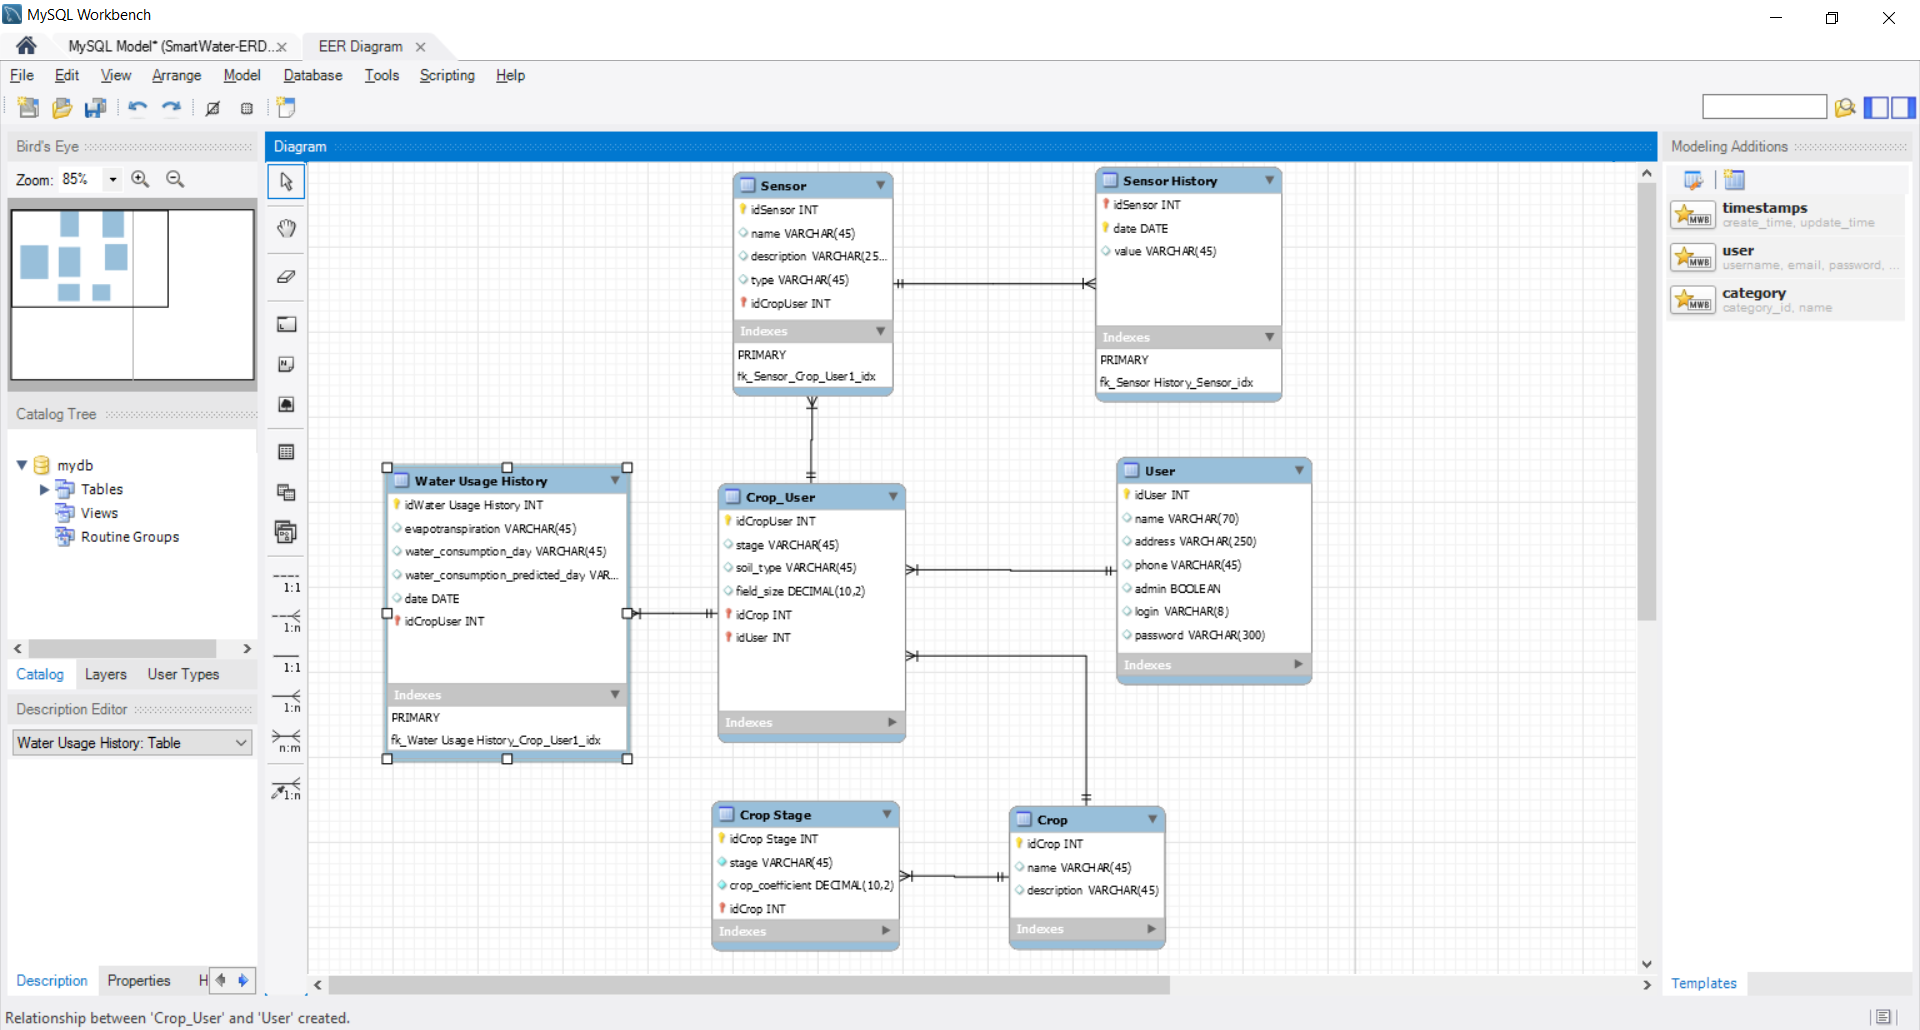 MySQL Workbench
MySQL Model* (SmartWater-ERD...
EER Diagram
File Edit View Arrange Model Database Tools Scripting Help
Bird's Eye
Zoom: 85%
Catalog Tree
mydb
Tables
Views
Routine Groups
Catalog Layers User Types
Description Editor
Water Usage History: Table
Description Properties H
Diagram
1:1
1:n
1:1
1:n
n:m
1:n
Sensor
idSensor INT
name VARCHAR(45)
description VARCHAR(25...
type VARCHAR(45)
idCropUser INT
Indexes
PRIMARY
fk_Sensor_Crop_User1_idx
Sensor History
idSensor INT
date DATE
value VARCHAR(45)
Indexes
PRIMARY
fk_Sensor History_Sensor_idx
Water Usage History
idWater Usage History INT
evapotranspiration VARCHAR(45)
water_consumption_day VARCHAR(45)
water_consumption_predicted_day VAR...
date DATE
idCropUser INT
Indexes
PRIMARY
fk_Water Usage History_Crop_User1_idx
Crop_User
idCropUser INT
stage VARCHAR(45)
soil_type VARCHAR(45)
field_size DECIMAL(10,2)
idCrop INT
idUser INT
Indexes
User
idUser INT
name VARCHAR(70)
address VARCHAR(250)
phone VARCHAR(45)
admin BOOLEAN
login VARCHAR(8)
password VARCHAR(300)
Indexes
Crop Stage
idCrop Stage INT
stage VARCHAR(45)
crop_coefficient DECIMAL(10,2)
idCrop INT
Indexes
Crop
idCrop INT
name VARCHAR(45)
description VARCHAR(45)
Indexes
Modeling Additions
MWB
timestamps
create_time, update_time
MWB
user
username, email, password, ...
MWB
category
category_id, name
Templates
Relationship between 'Crop_User' and 'User' created.